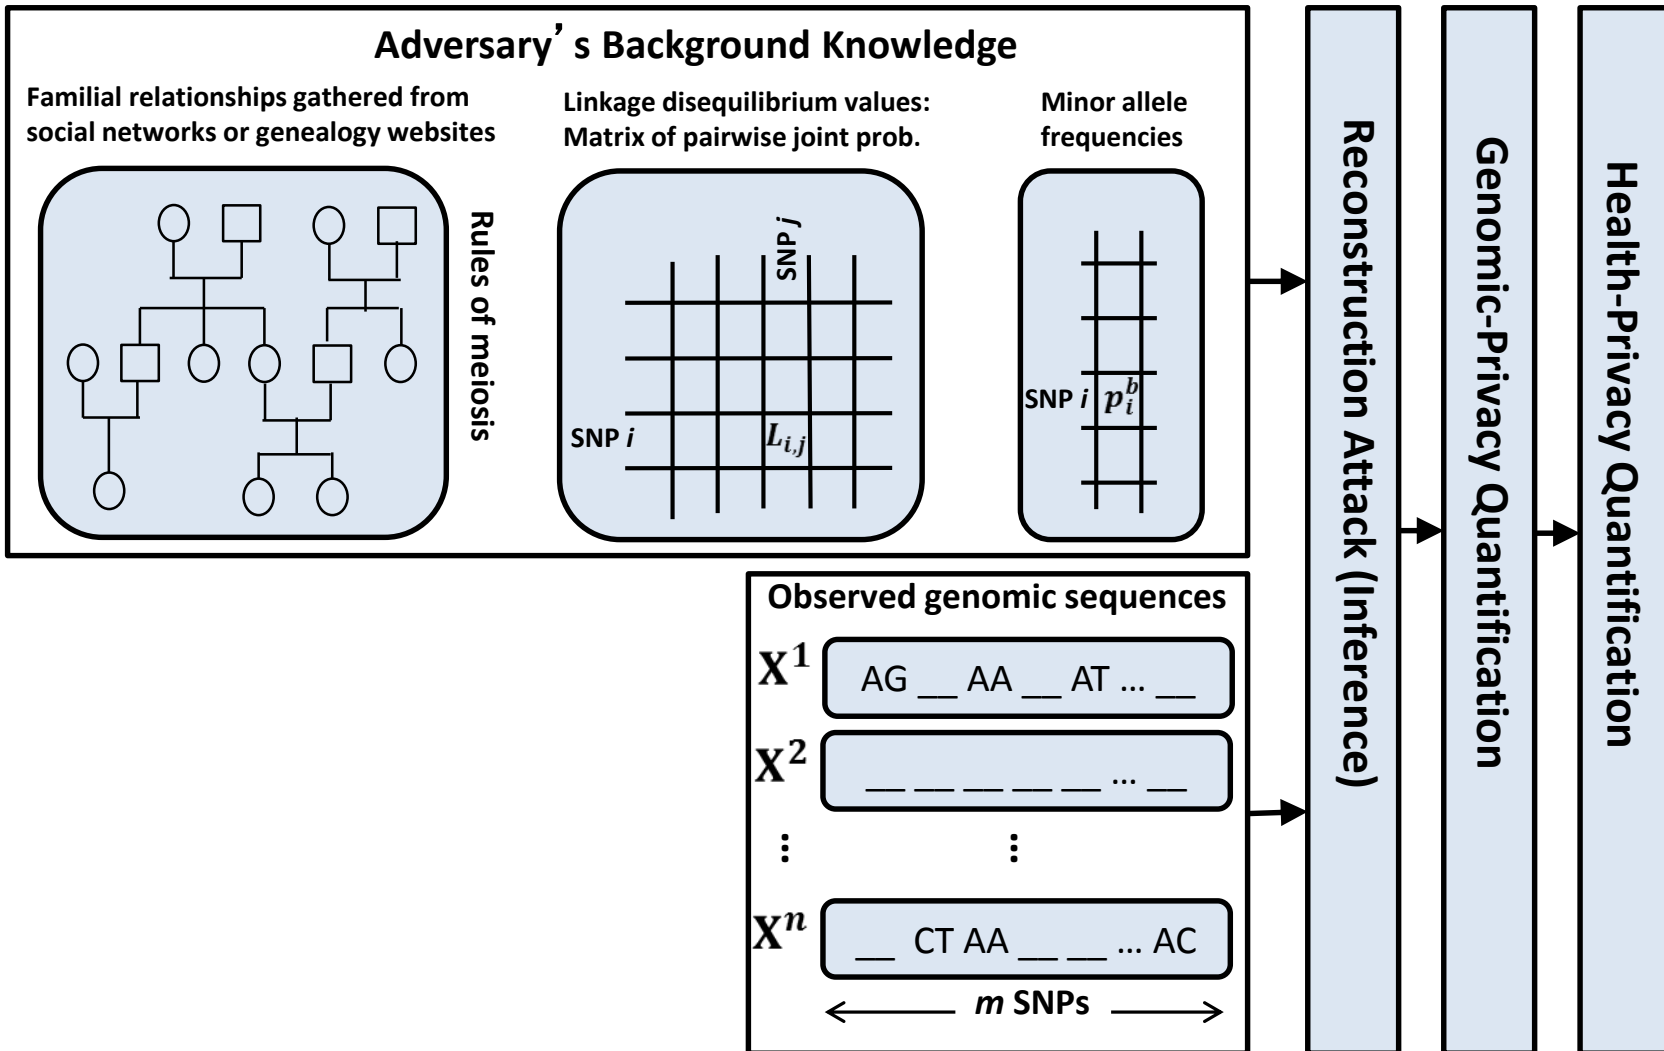 Adversary’ s Background Knowledge
Familial relationships gathered from
social networks or genealogy websites
Rules of meiosis
Linkage disequilibrium values:
Matrix of pairwise joint prob.
SNP j
SNP i
L_{i,j}
Minor allele
frequencies
SNP i p_i^b
Observed genomic sequences
X^1 AG __ AA __ AT ... __
X^2 __ __ __ __ __ ... __
⋮ ⋮
X^n __ CT AA __ __ ... AC
m SNPs
Reconstruction Attack (Inference)
Genomic-Privacy Quantification
Health-Privacy Quantification